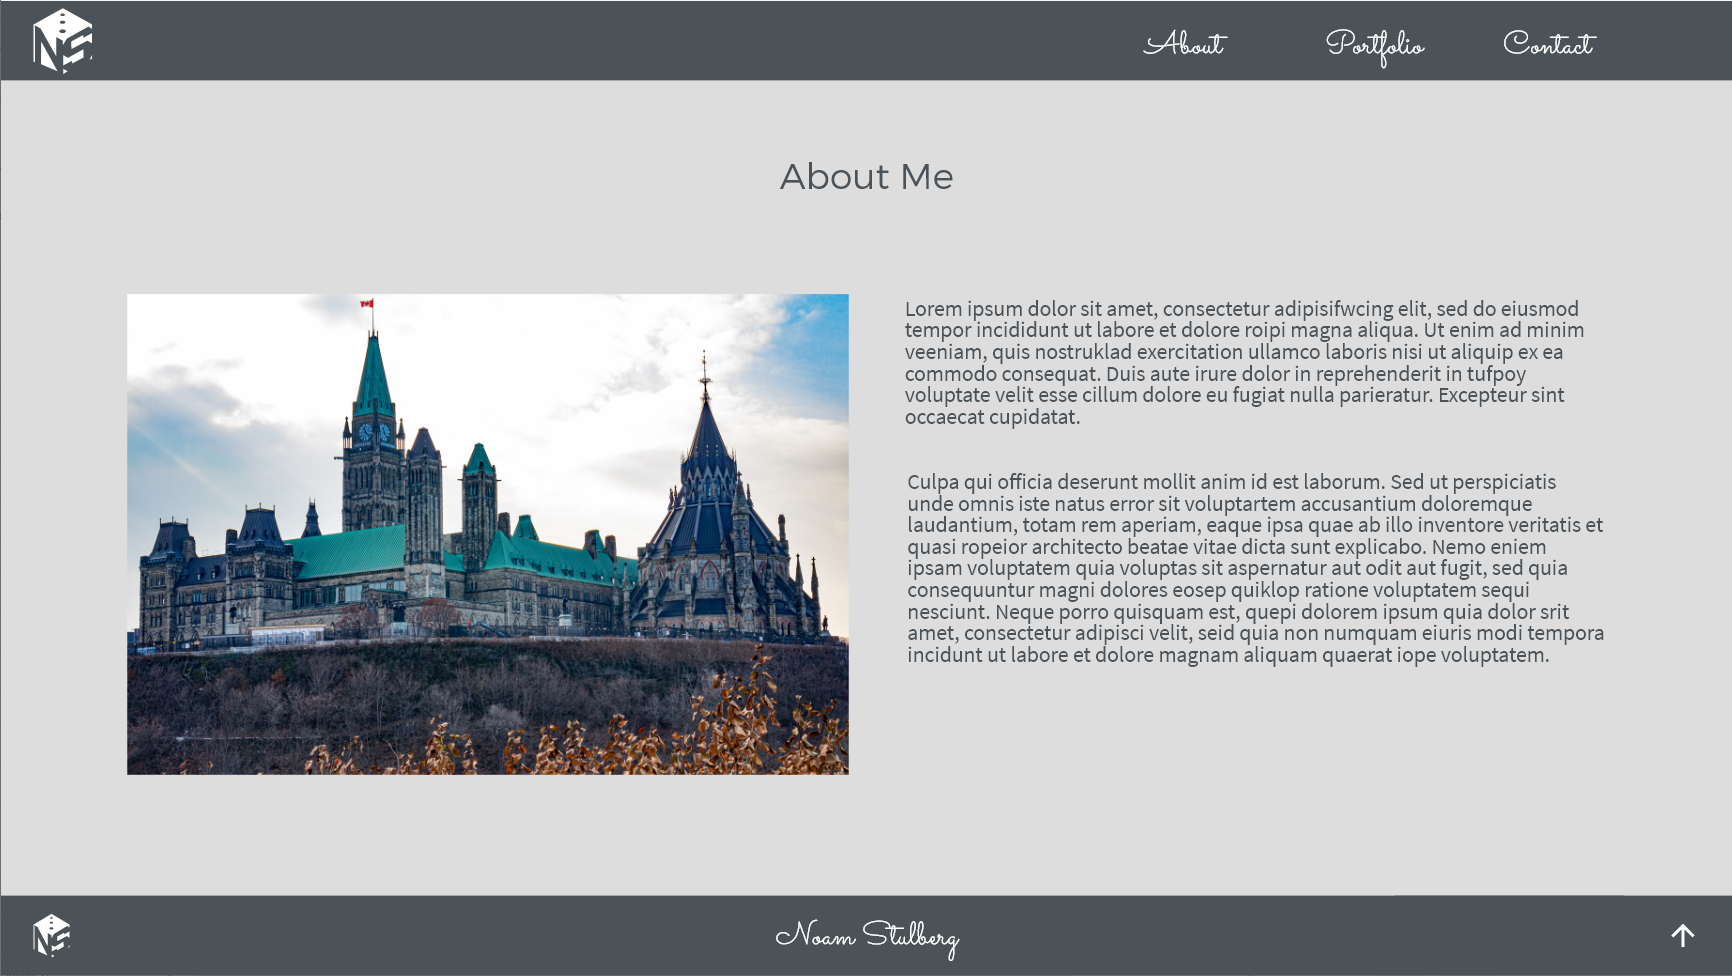 NS
About Portfolio Contact
About Me
Lorem ipsum dolor sit amet, consectetur adipisifwcing elit, sed do eiusmod
tempor incididunt ut labore et dolore roipi magna aliqua. Ut enim ad minim
veeniam, quis nostruklad exercitation ullamco laboris nisi ut aliquip ex ea
commodo consequat. Duis aute irure dolor in reprehenderit in tufpoy
voluptate velit esse cillum dolore eu fugiat nulla parieratur. Excepteur sint
occaecat cupidatat.
Culpa qui officia deserunt mollit anim id est laborum. Sed ut perspiciatis
unde omnis iste natus error sit voluptartem accusantium doloremque
laudantium, totam rem aperiam, eaque ipsa quae ab illo inventore veritatis et
quasi ropeior architecto beatae vitae dicta sunt explicabo. Nemo eniem
ipsam voluptatem quia voluptas sit aspernatur aut odit aut fugit, sed quia
consequuntur magni dolores eosep quiklop ratione voluptatem sequi
nesciunt. Neque porro quisquam est, quepi dolorem ipsum quia dolor srit
amet, consectetur adipisci velit, seid quia non numquam eiuris modi tempora
incidunt ut labore et dolore magnam aliquam quaerat iope voluptatem.
NS
Noam Stulberg